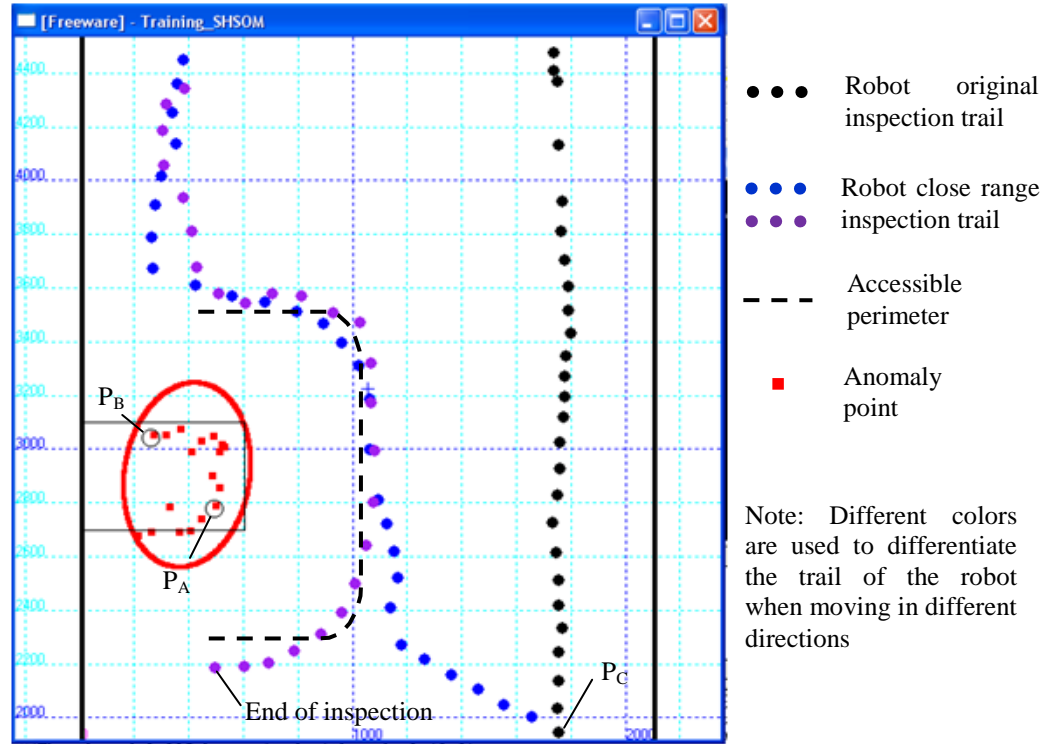 [Freeware] - Training_SHSOM
4400
4200
4000
3800
3600
3400
3200
3000
2800
2600
2400
2200
2000
1000
2000
P_B
P_A
P_C
End of inspection
Robot original
inspection trail
Robot close range
inspection trail
Accessible
perimeter
Anomaly
point
Note: Different colors
are used to differentiate
the trail of the robot
when moving in different
directions